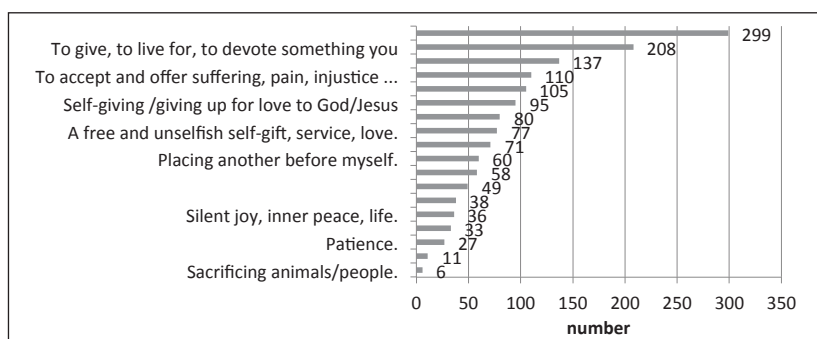 299
To give, to live for, to devote something you 208
137
To accept and offer suffering, pain, injustice ... 110
105
Self-giving /giving up for love to God/Jesus 95
80
A free and unselfish self-gift, service, love. 77
71
Placing another before myself. 60
58
49
38
Silent joy, inner peace, life. 36
33
Patience. 27
11
Sacrificing animals/people. 6
0 50 100 150 200 250 300 350
number